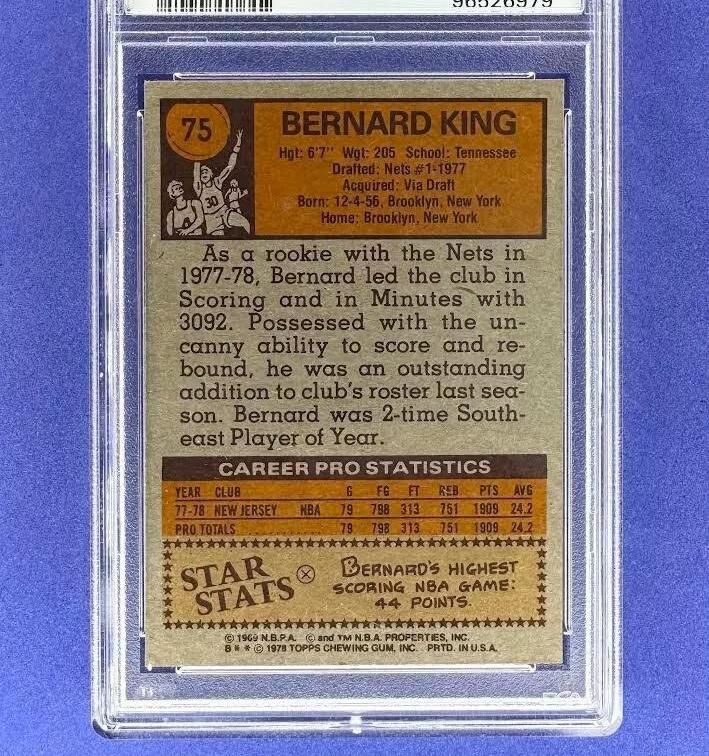 96526979
75
BERNARD KING
Hgt: 6'7" Wgt: 205 School: Tennessee
Drafted: Nets #1-1977
Acquired: Via Draft
Born: 12-4-56, Brooklyn, New York
Home: Brooklyn, New York
30
As a rookie with the Nets in
1977-78, Bernard led the club in
Scoring and in Minutes with
3092. Possessed with the un-
canny ability to score and re-
bound, he was an outstanding
addition to club's roster last sea-
son. Bernard was 2-time South-
east Player of Year.
CAREER PRO STATISTICS
YEAR CLUB G FG FT REB PTS AVG
77-78 NEW JERSEY NBA 79 798 313 751 1909 24.2
PRO TOTALS 79 798 313 751 1909 24.2
STAR
STATS
BERNARD'S HIGHEST
SCORING NBA GAME:
44 POINTS.
© 1969 N.B.P.A. © and TM N.B.A. PROPERTIES, INC.
B * * © 1978 TOPPS CHEWING GUM, INC. PRTD. IN U.S.A.